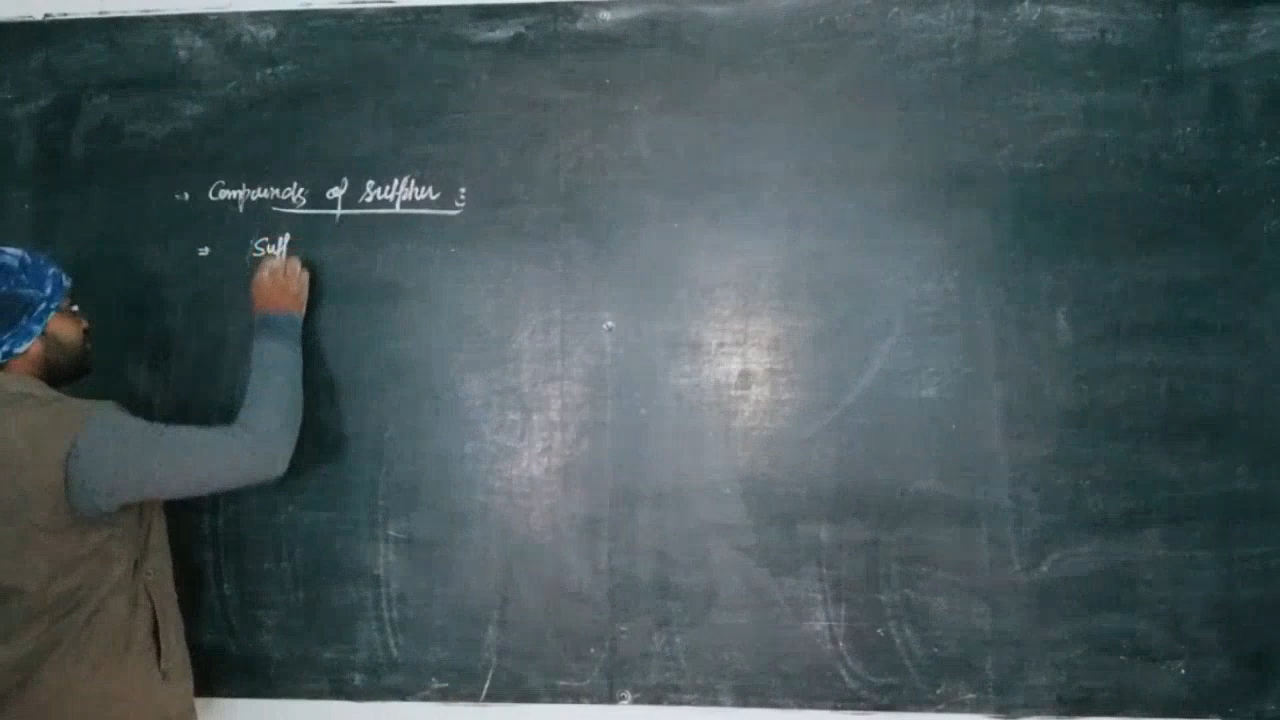 → Compounds of Sulphur :
⇒ Sulf